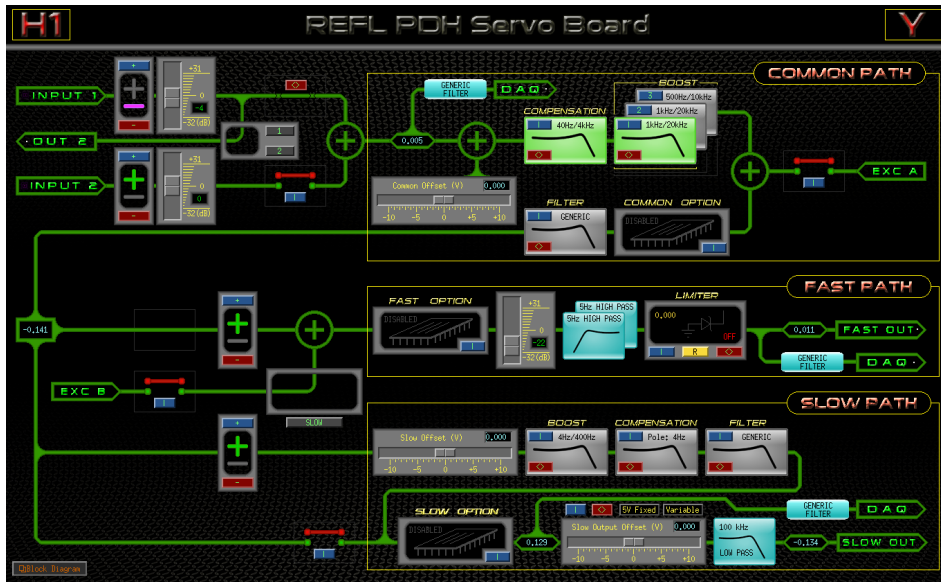 H1
REFL PDH Servo Board
Y
COMMON PATH
INPUT 1
+
-
+31
0
-4
-32(dB)
GENERIC
FILTER
DAQ
BOOST
3 500Hz/10kHz
2 1kHz/20kHz
1 1kHz/20kHz
COMPENSATION
I 40Hz/4kHz
OUT 2
1
2
0,005
INPUT 2
+
-
+31
0
0
-32(dB)
I
Common Offset (V) 0,000
-10 -5 0 +5 +10
EXC A
I
FILTER
I GENERIC
COMMON OPTION
DISABLED
I
FAST PATH
-0,141
+
-
FAST OPTION
DISABLED
I
+31
0
-22
-32(dB)
5Hz HIGH PASS
5Hz HIGH PASS
LIMITER
0,000
OFF
I R
0,011
FAST OUT
GENERIC
FILTER
DAQ
EXC B
I
SLOW
SLOW PATH
+
-
Slow Offset (V) 0,000
-10 -5 0 +5 +10
BOOST
I 4Hz/400Hz
COMPENSATION
I Pole: 4Hz
FILTER
I GENERIC
I
SLOW OPTION
DISABLED
I
0,129
I 5V Fixed Variable
Slow Output Offset (V) 0,000
-10 -5 0 +5 +10
100 kHz
LOW PASS
GENERIC
FILTER
DAQ
-0,134
SLOW OUT
Block Diagram